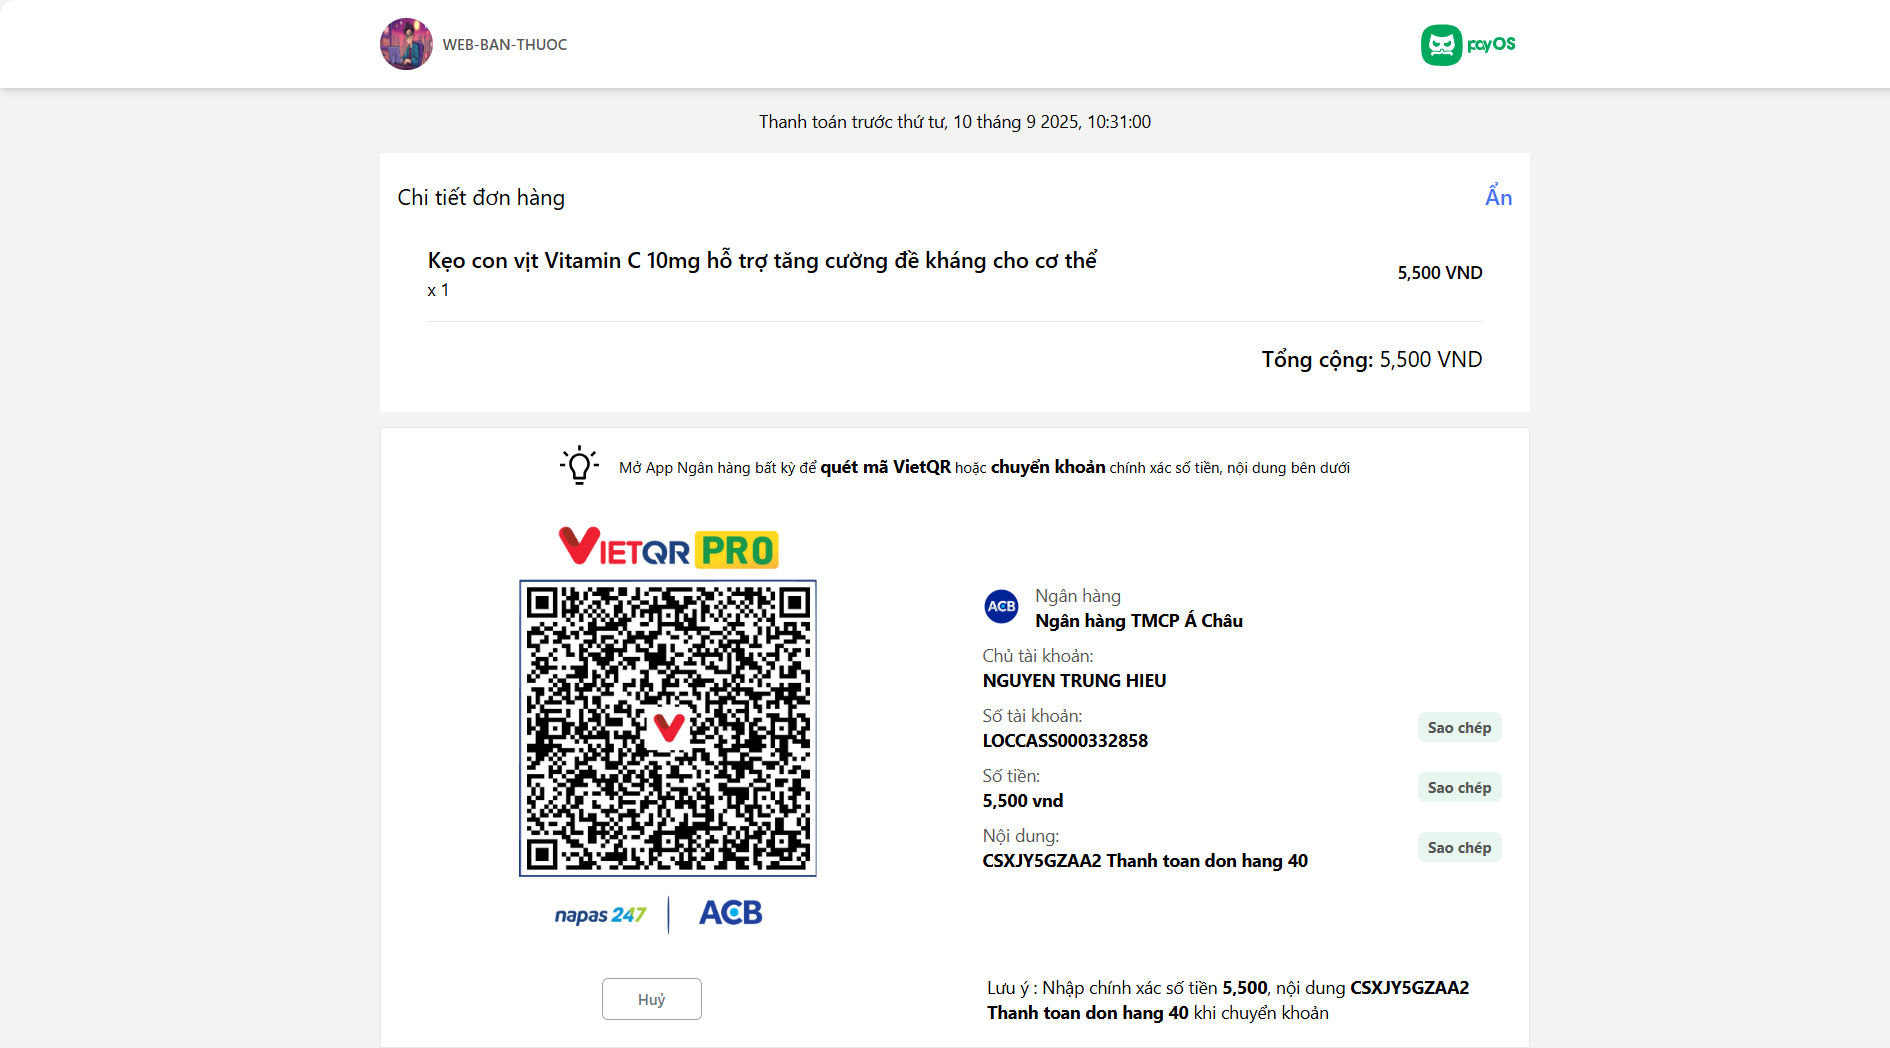 WEB-BAN-THUOC
payOS
Thanh toán trước thứ tư, 10 tháng 9 2025, 10:31:00
Chi tiết đơn hàng
Ẩn
Kẹo con vịt Vitamin C 10mg hỗ trợ tăng cường đề kháng cho cơ thể
x 1
5,500 VND
Tổng cộng: 5,500 VND
Mở App Ngân hàng bất kỳ để quét mã VietQR hoặc chuyển khoản chính xác số tiền, nội dung bên dưới
VIETQR PRO
napas 247 | ACB
Huỷ
ACB
Ngân hàng
Ngân hàng TMCP Á Châu
Chủ tài khoản:
NGUYEN TRUNG HIEU
Số tài khoản:
LOCCASS000332858
Sao chép
Số tiền:
5,500 vnd
Sao chép
Nội dung:
CSXJY5GZAA2 Thanh toan don hang 40
Sao chép
Lưu ý : Nhập chính xác số tiền 5,500, nội dung CSXJY5GZAA2
Thanh toan don hang 40 khi chuyển khoản